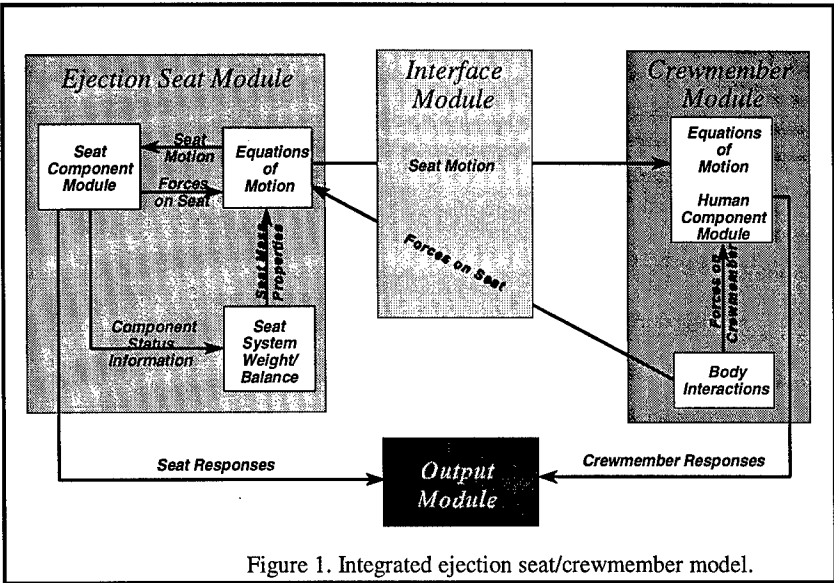 Ejection Seat Module
Seat
Component
Module
Seat
Motion
Forces
on Seat
Equations
of
Motion
Seat Mass
Properties
Component
Status
Information
Seat
System
Weight/
Balance
Interface
Module
Seat Motion
Forces on Seat
Crewmember
Module
Equations
of
Motion
Human
Component
Module
Forces on
Crewmember
Body
Interactions
Seat Responses
Output
Module
Crewmember Responses
Figure 1. Integrated ejection seat/crewmember model.